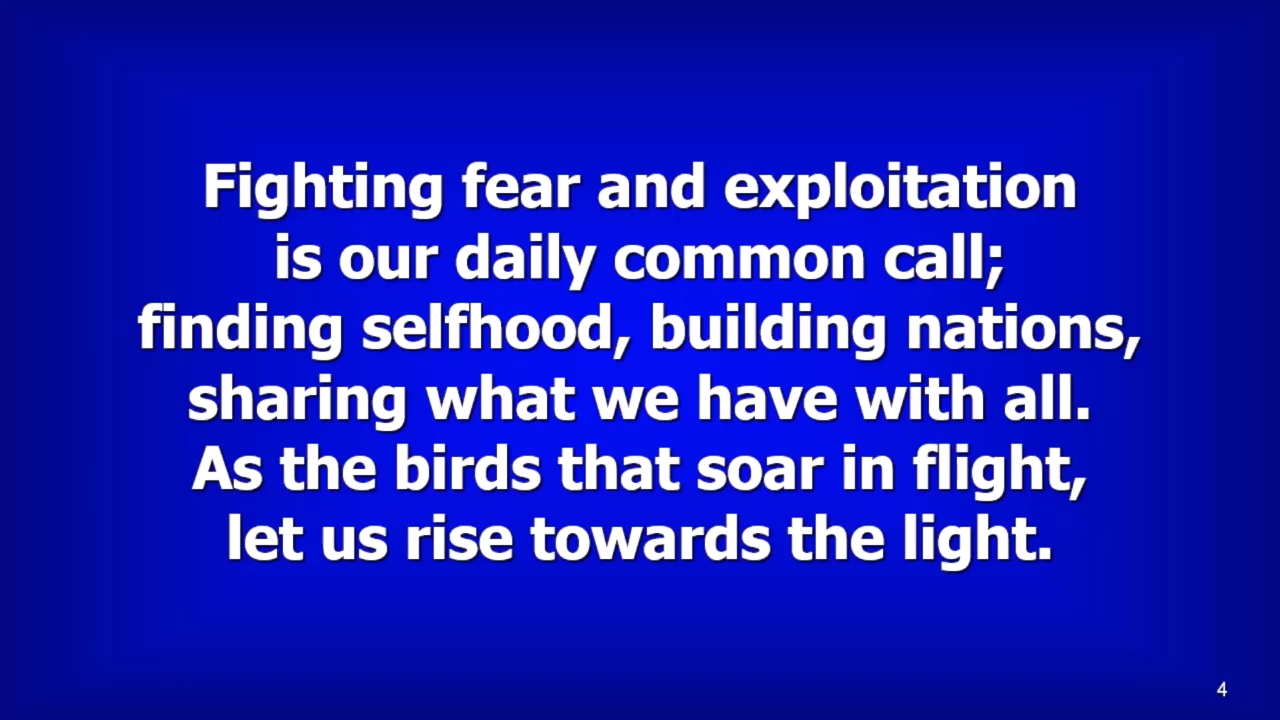 Fighting fear and exploitation
is our daily common call;
finding selfhood, building nations,
sharing what we have with all.
As the birds that soar in flight,
let us rise towards the light.
4